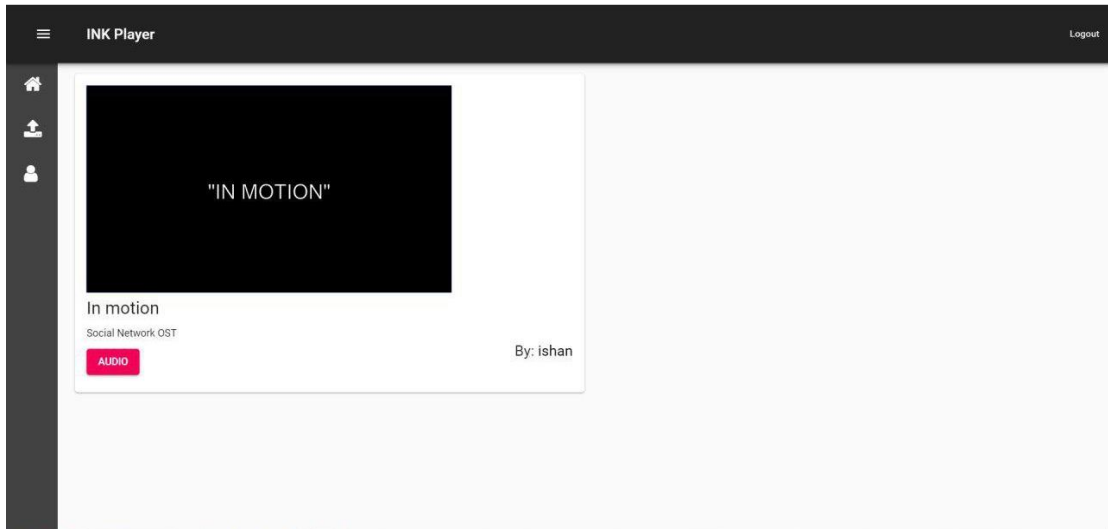 INK Player
Logout
"IN MOTION"
In motion
Social Network OST
AUDIO
By: ishan